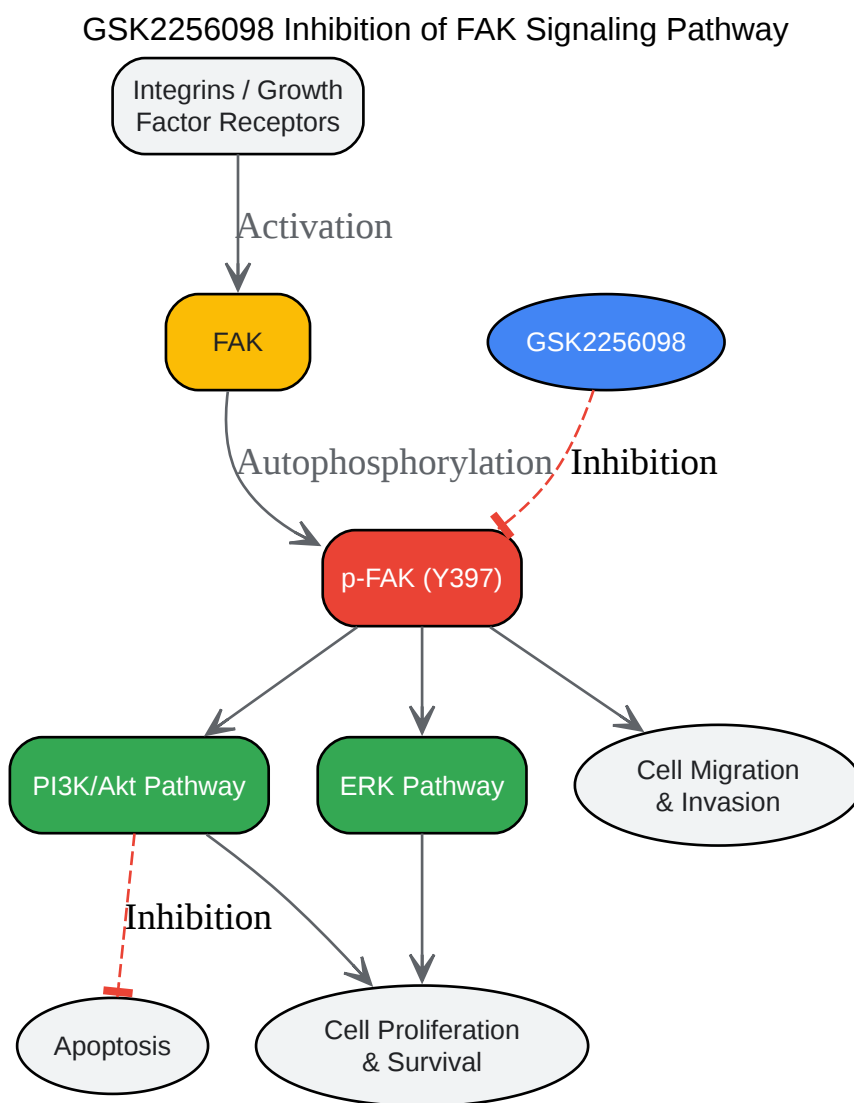 GSK2256098 Inhibition of FAK Signaling Pathway
Integrins / Growth
Factor Receptors
Activation
FAK
GSK2256098
Autophosphorylation
Inhibition
p-FAK (Y397)
PI3K/Akt Pathway
ERK Pathway
Cell Migration
& Invasion
Inhibition
Apoptosis
Cell Proliferation
& Survival